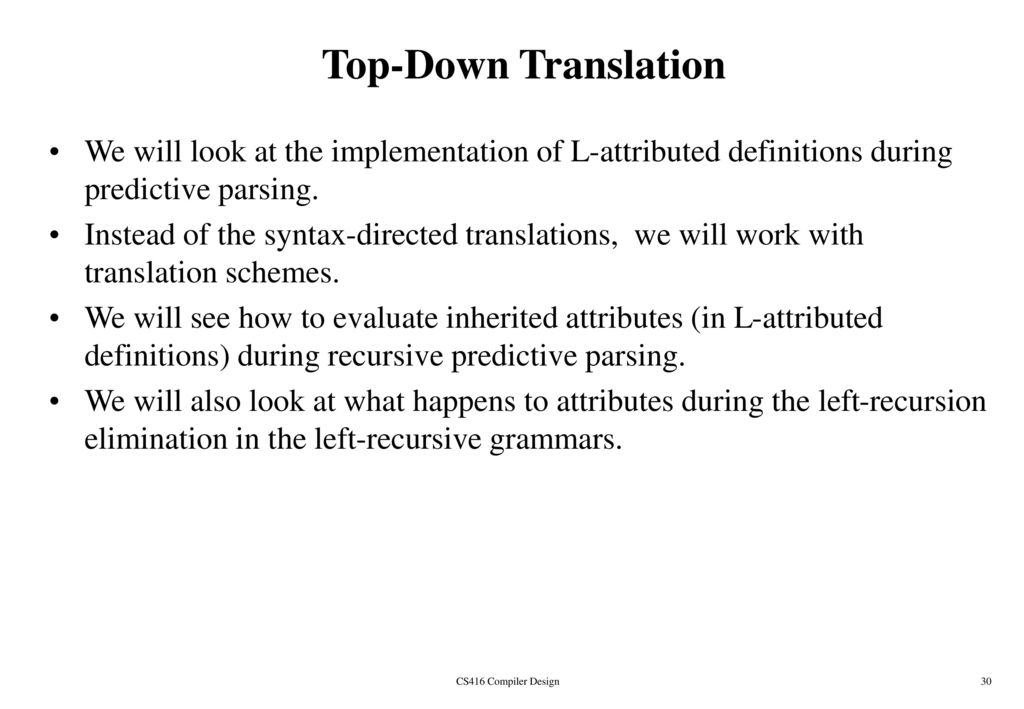 Top-Down Translation
• We will look at the implementation of L-attributed definitions during
predictive parsing.
• Instead of the syntax-directed translations,  we will work with
translation schemes.
• We will see how to evaluate inherited attributes (in L-attributed
definitions) during recursive predictive parsing.
• We will also look at what happens to attributes during the left-recursion
elimination in the left-recursive grammars.
CS416 Compiler Design
30